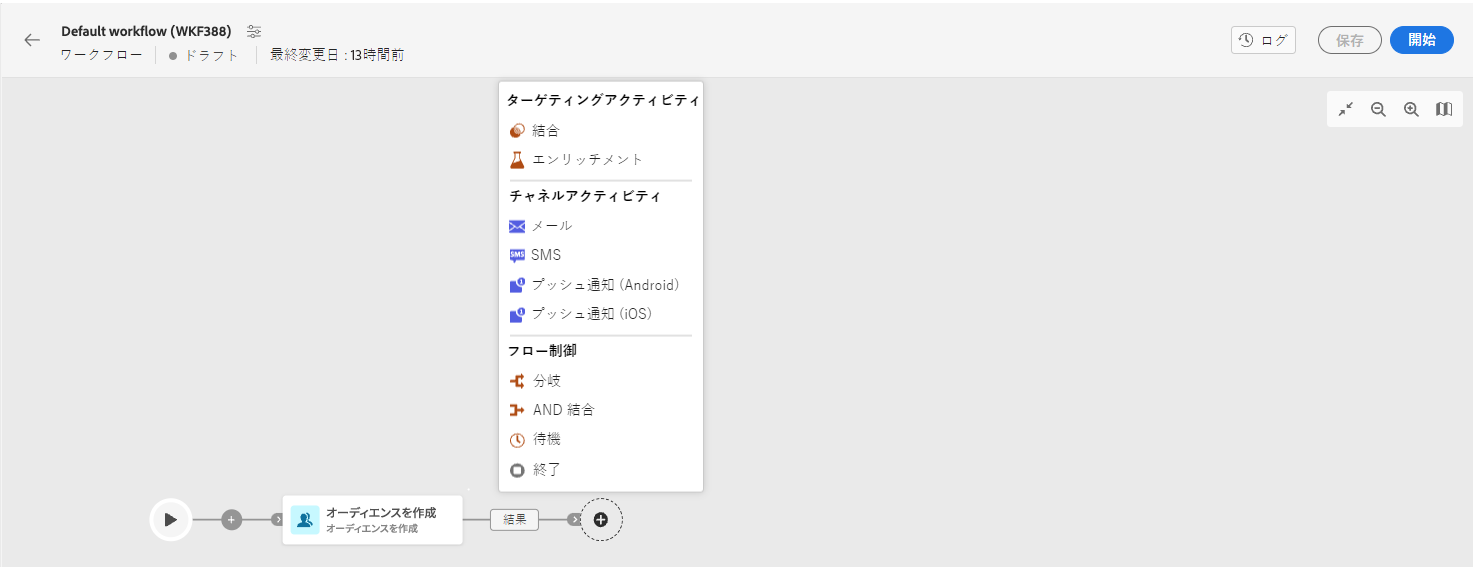 Default workflow (WKF388)
ワークフロー ドラフト 最終変更日 : 13時間前
ログ 保存 開始
ターゲティングアクティビティ
結合
エンリッチメント
チャネルアクティビティ
メール
SMS SMS
プッシュ通知 (Android)
プッシュ通知 (iOS)
フロー制御
分岐
AND 結合
待機
終了
オーディエンスを作成
オーディエンスを作成
結果